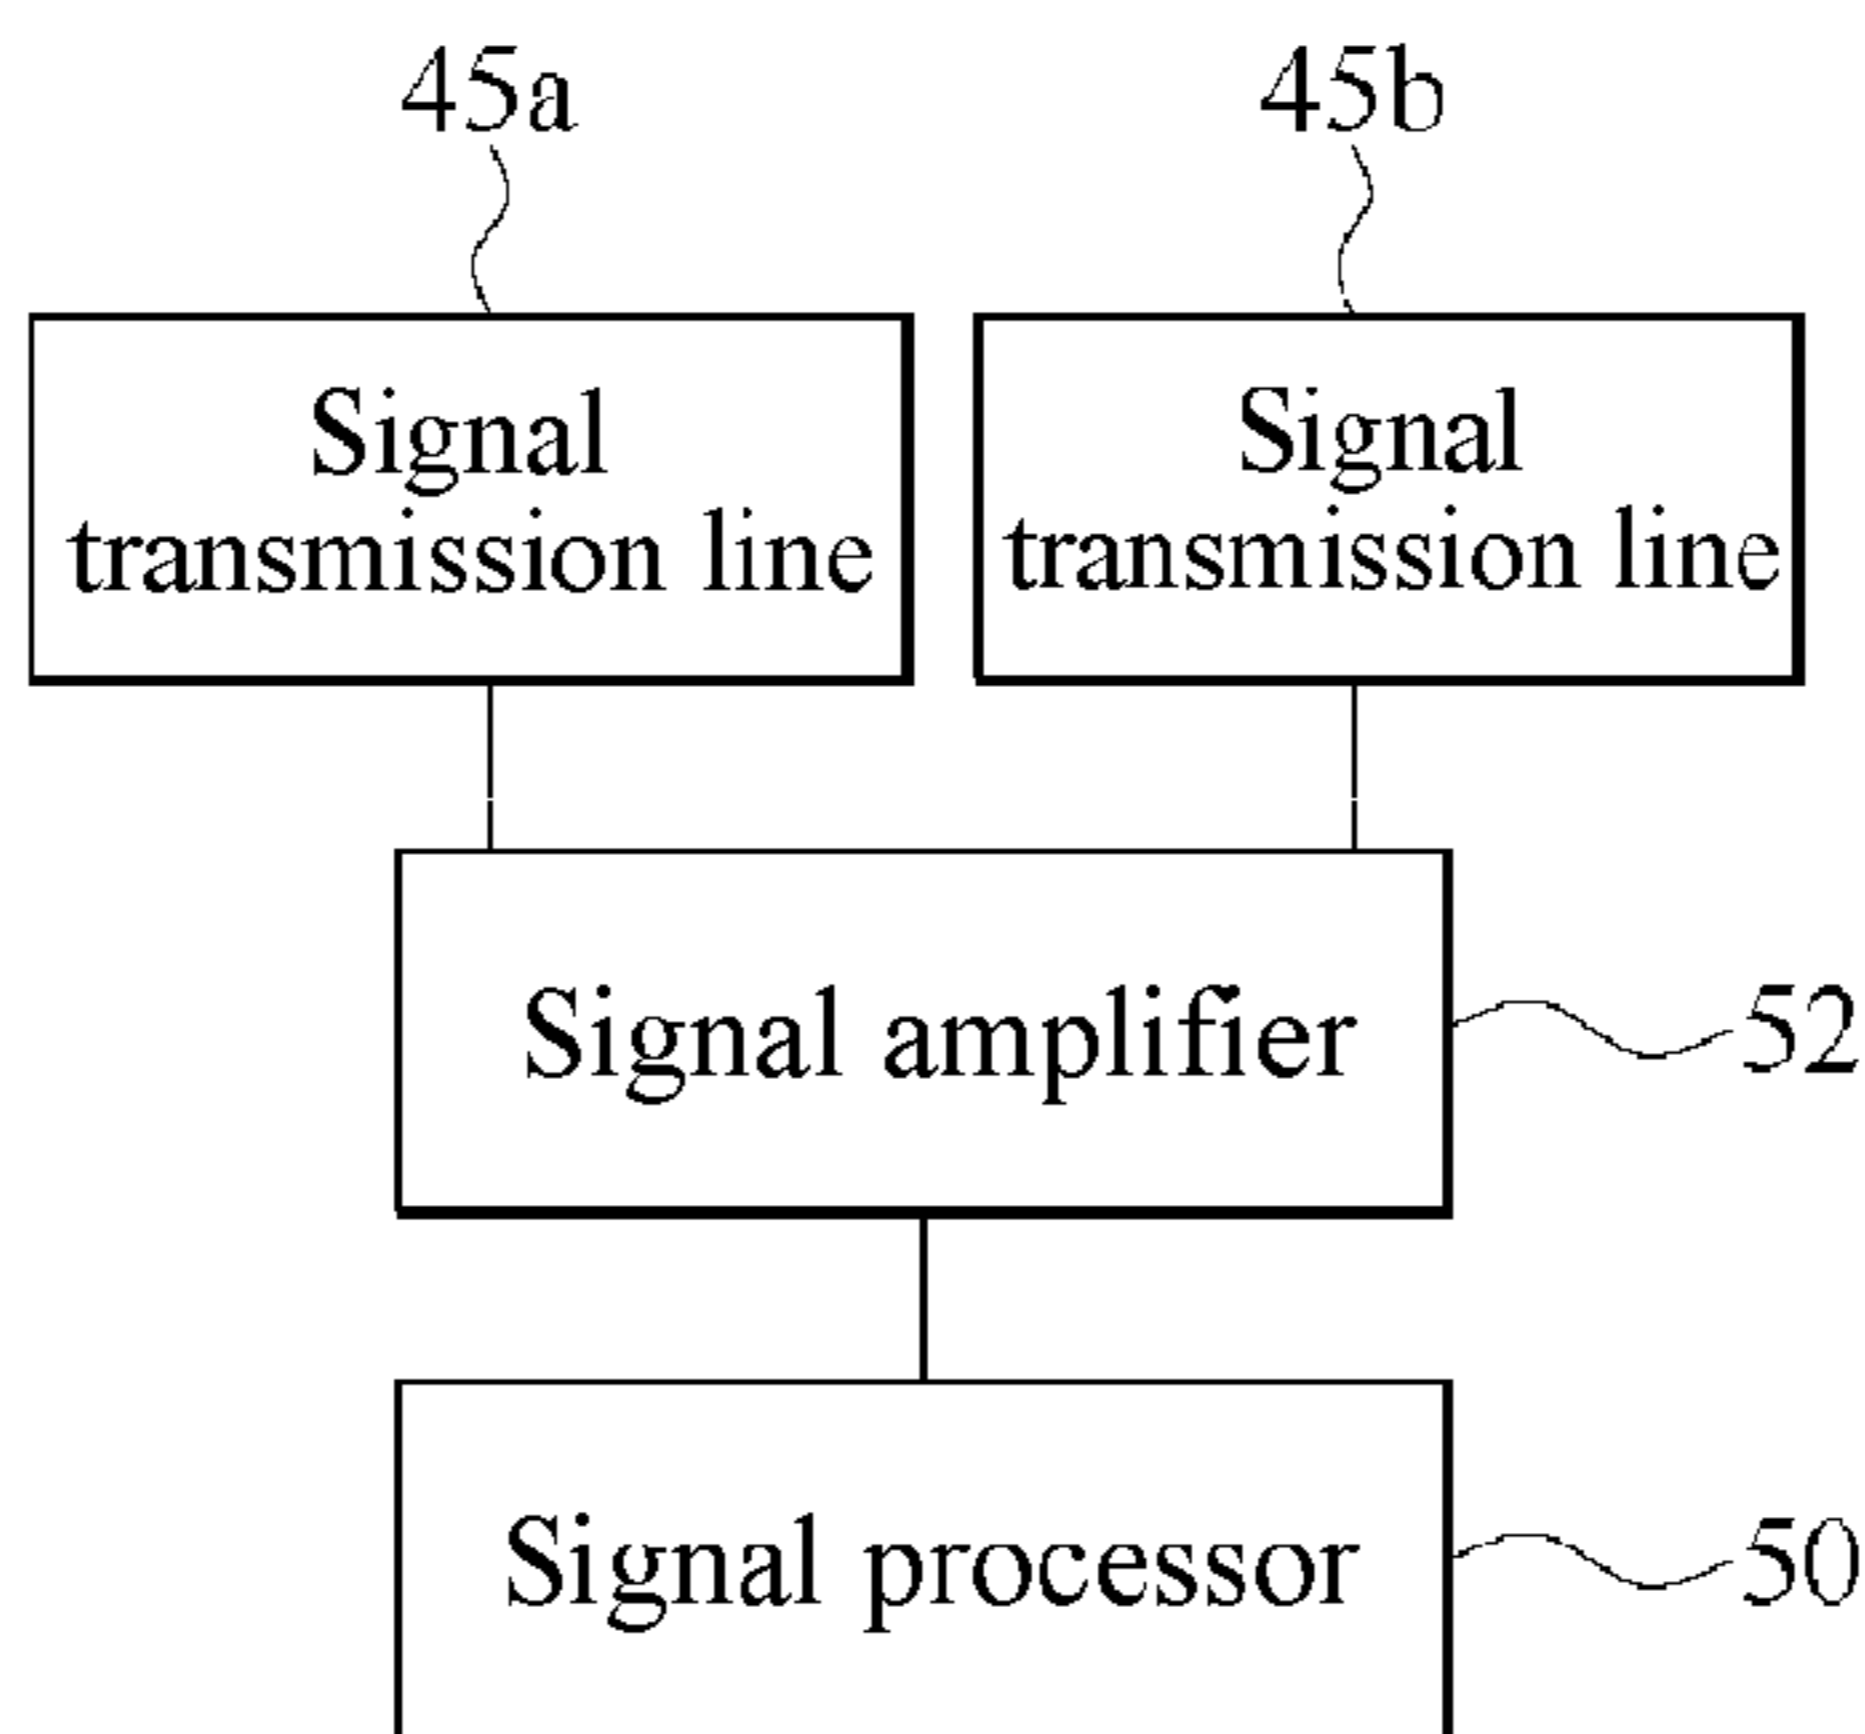 45a
45b
Signal
transmission line
Signal
transmission line
Signal amplifier
52
Signal processor
50